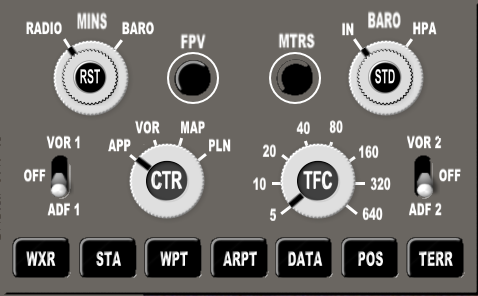 MINS
RADIO BARO
RST
FPV
MTRS
BARO
IN HPA
STD
VOR 1
OFF
ADF 1
APP VOR MAP PLN
CTR
5 10 20 40 80 160 320 640
TFC
VOR 2
OFF
ADF 2
WXR STA WPT ARPT DATA POS TERR